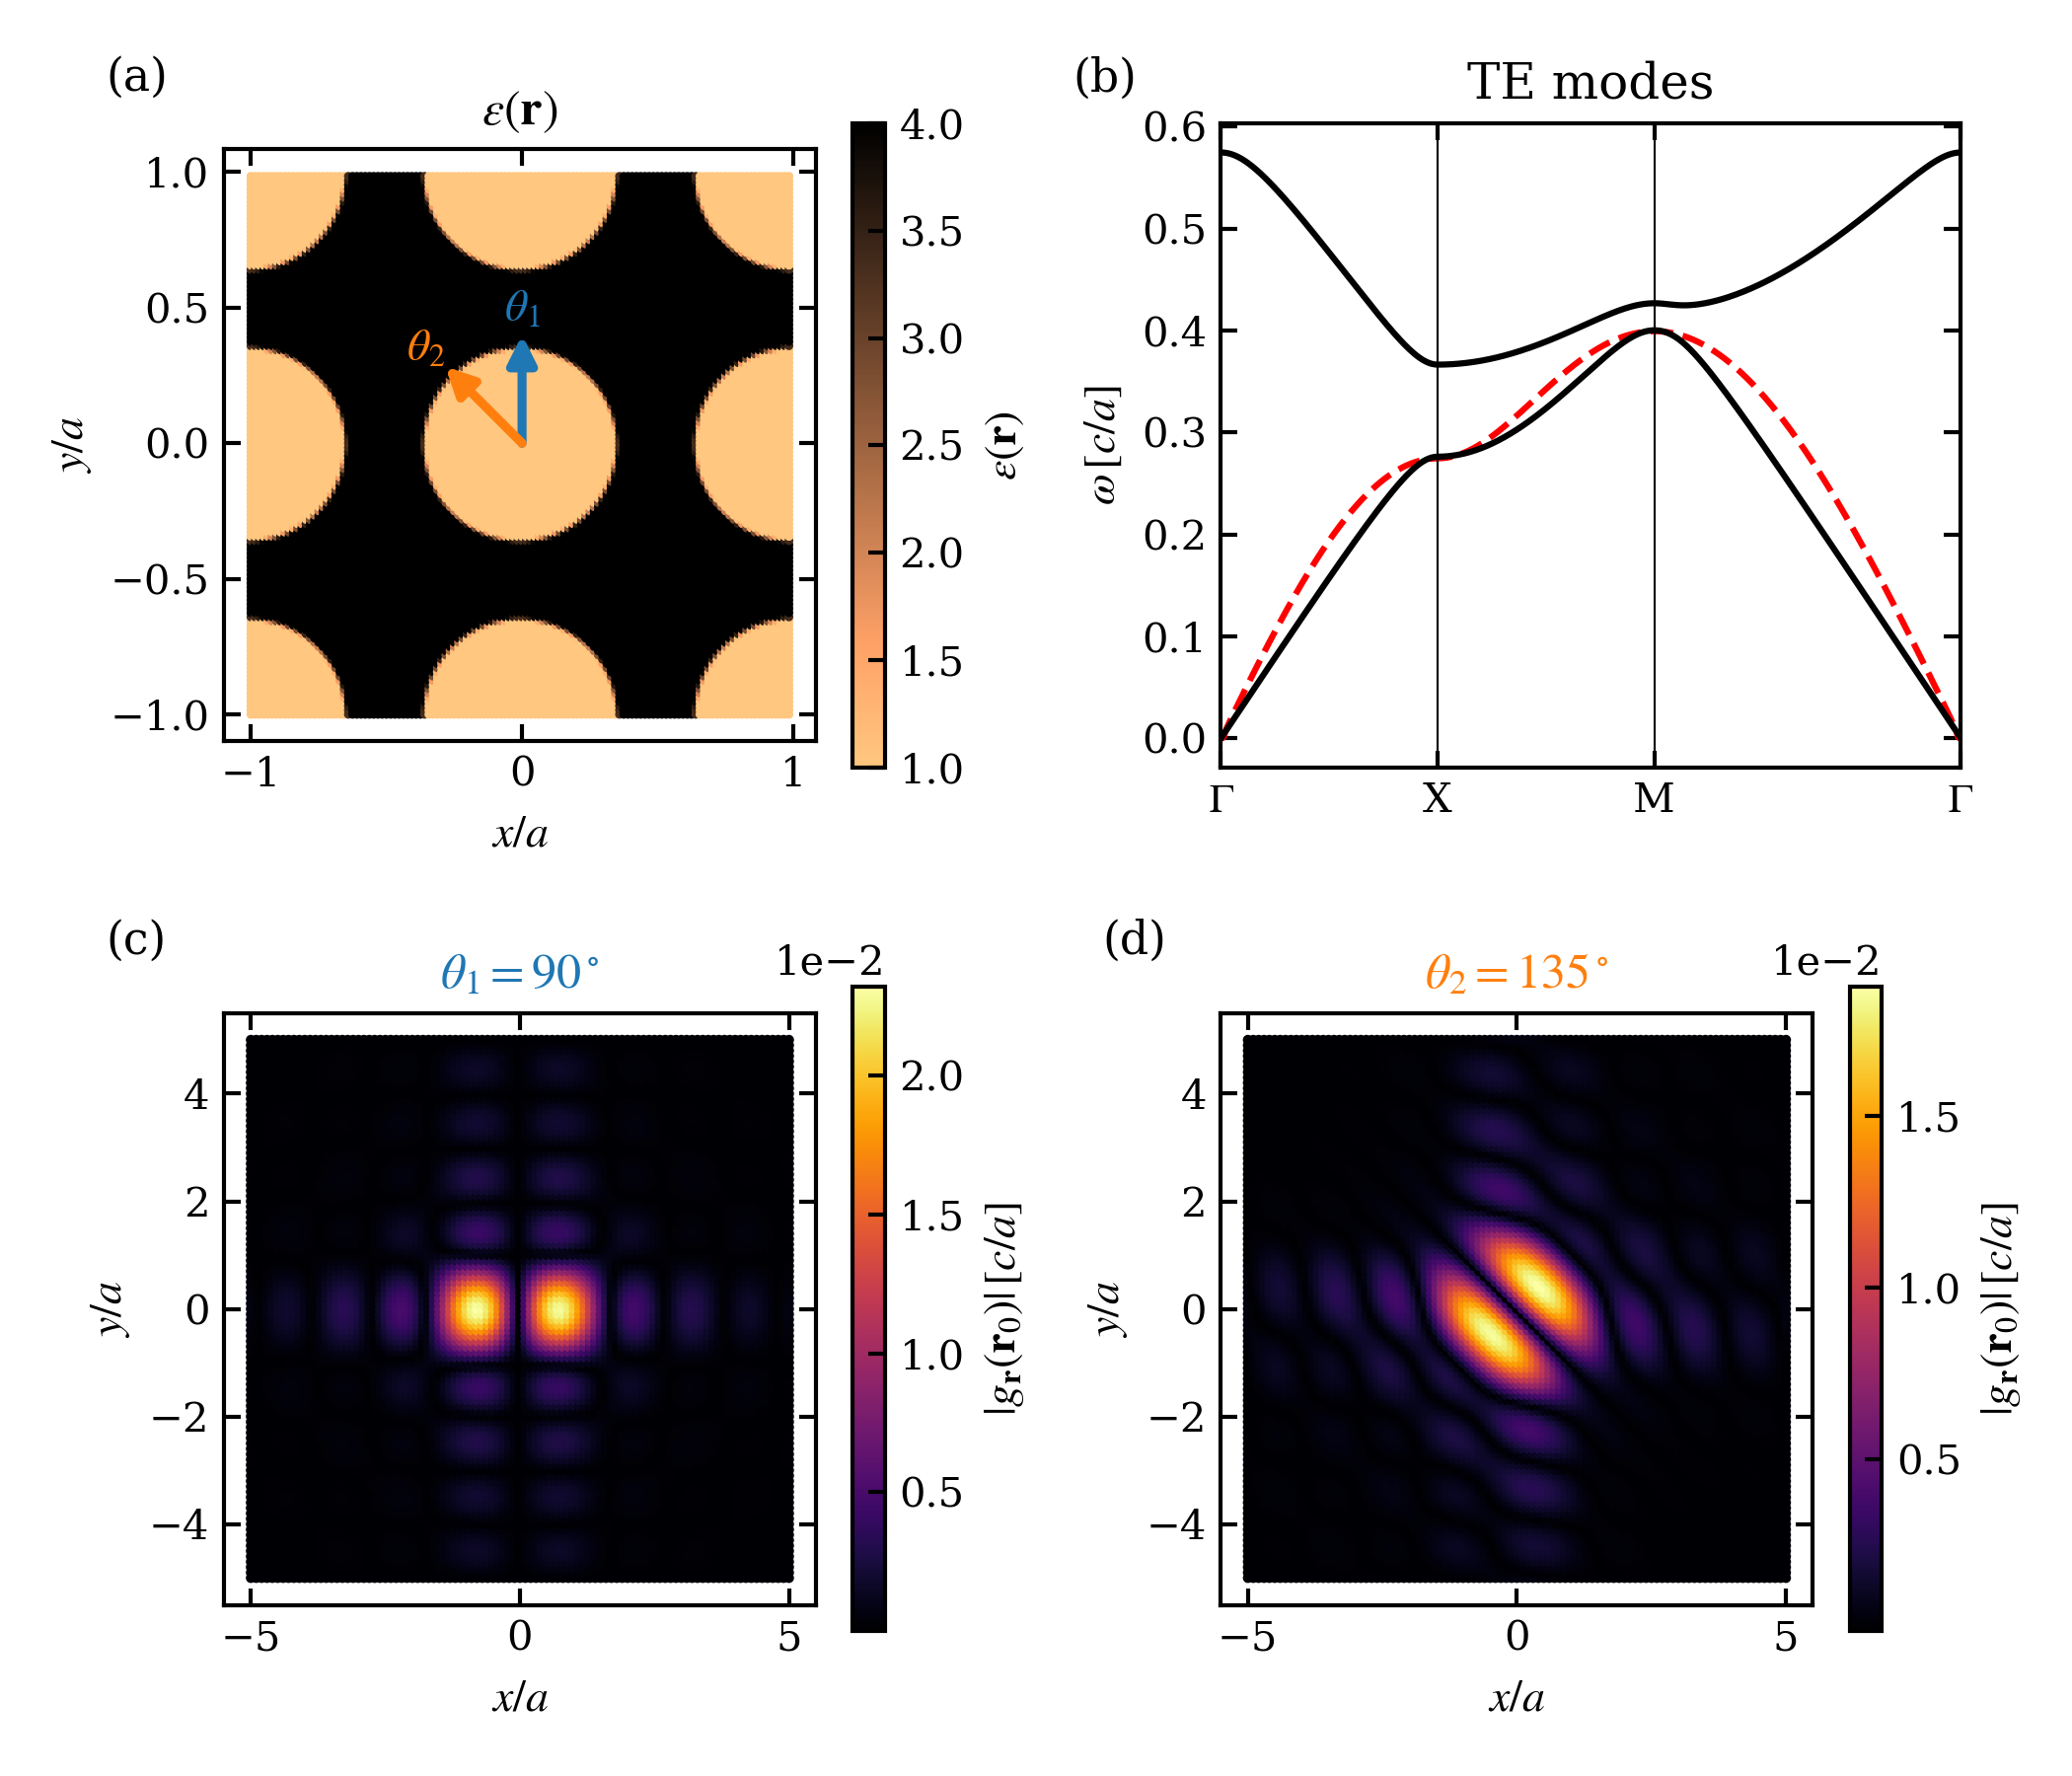 (a)
ε(r)
1.0
0.5
0.0
−0.5
−1.0
y/a
θ1
θ2
−1
0
1
x/a
4.0
3.5
3.0
2.5
2.0
1.5
1.0
ε(r)
(b)
TE modes
0.6
0.5
0.4
0.3
0.2
0.1
0.0
ω [c/a]
Γ
X
M
Γ
(c)
θ1 = 90°
1e−2
4
2
0
−2
−4
y/a
−5
0
5
x/a
2.0
1.5
1.0
0.5
|gr(r0)| [c/a]
(d)
θ2 = 135°
1e−2
4
2
0
−2
−4
y/a
−5
0
5
x/a
1.5
1.0
0.5
|gr(r0)| [c/a]